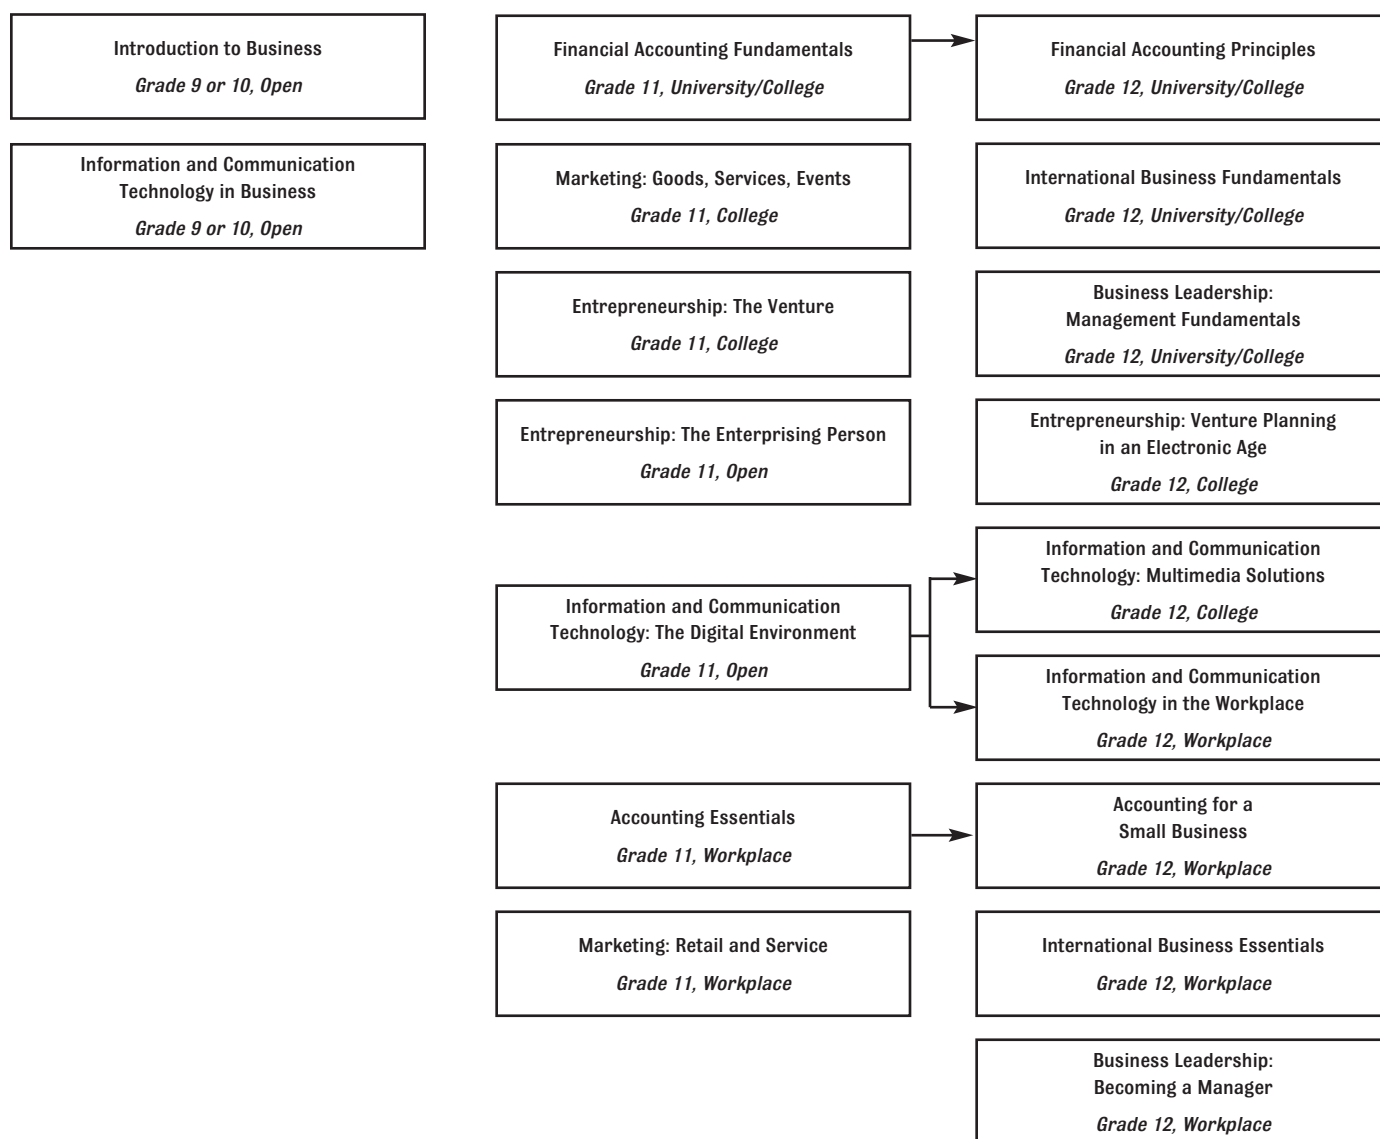 Introduction to Business
Grade 9 or 10, Open
Information and Communication
Technology in Business
Grade 9 or 10, Open
Financial Accounting Fundamentals
Grade 11, University/College
Marketing: Goods, Services, Events
Grade 11, College
Entrepreneurship: The Venture
Grade 11, College
Entrepreneurship: The Enterprising Person
Grade 11, Open
Information and Communication
Technology: The Digital Environment
Grade 11, Open
Accounting Essentials
Grade 11, Workplace
Marketing: Retail and Service
Grade 11, Workplace
Financial Accounting Principles
Grade 12, University/College
International Business Fundamentals
Grade 12, University/College
Business Leadership:
Management Fundamentals
Grade 12, University/College
Entrepreneurship: Venture Planning
in an Electronic Age
Grade 12, College
Information and Communication
Technology: Multimedia Solutions
Grade 12, College
Information and Communication
Technology in the Workplace
Grade 12, Workplace
Accounting for a
Small Business
Grade 12, Workplace
International Business Essentials
Grade 12, Workplace
Business Leadership:
Becoming a Manager
Grade 12, Workplace